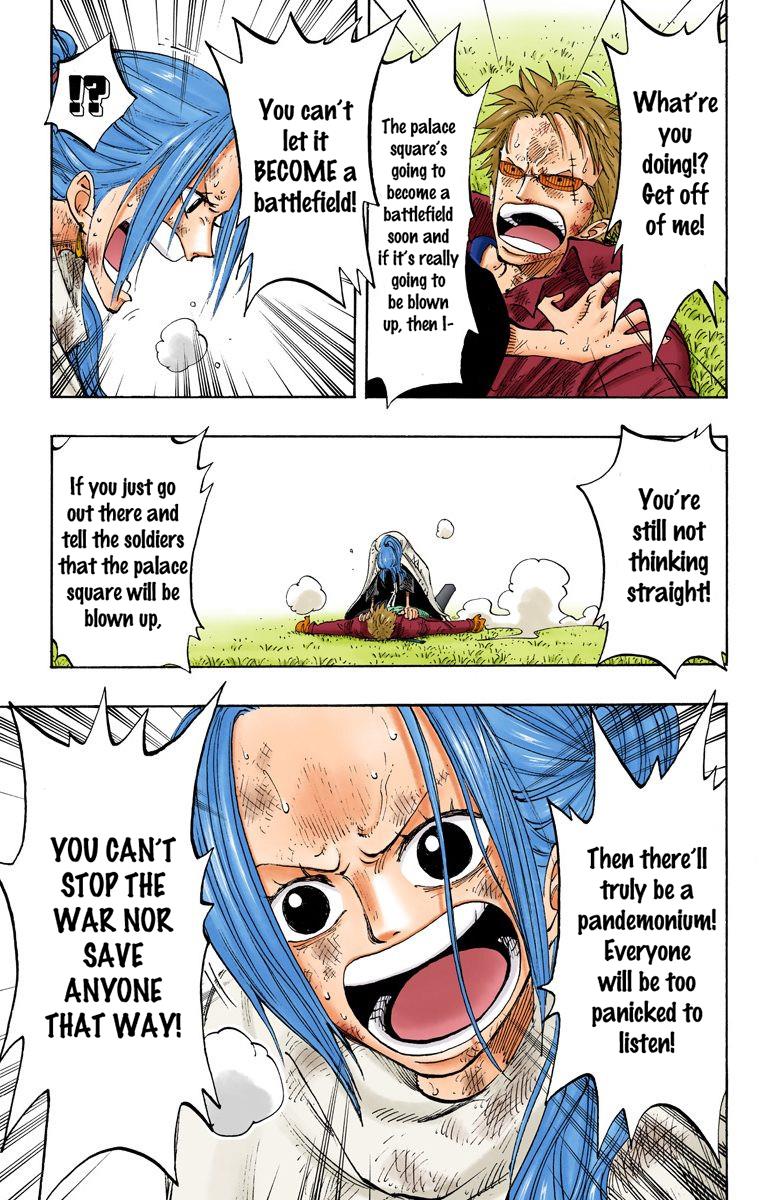 What're
you
doing!?
Get off
of me!
The palace
square's
going to
become a
battlefield
soon and
if it's really
going to
be blown
up, then I-
You can't
let it
BECOME a
battlefield!
!?
You're
still not
thinking
straight!
If you just go
out there and
tell the soldiers
that the palace
square will be
blown up,
Then there'll
truly be a
pandemonium!
Everyone
will be too
panicked to
listen!
YOU CAN'T
STOP THE
WAR NOR
SAVE
ANYONE
THAT WAY!